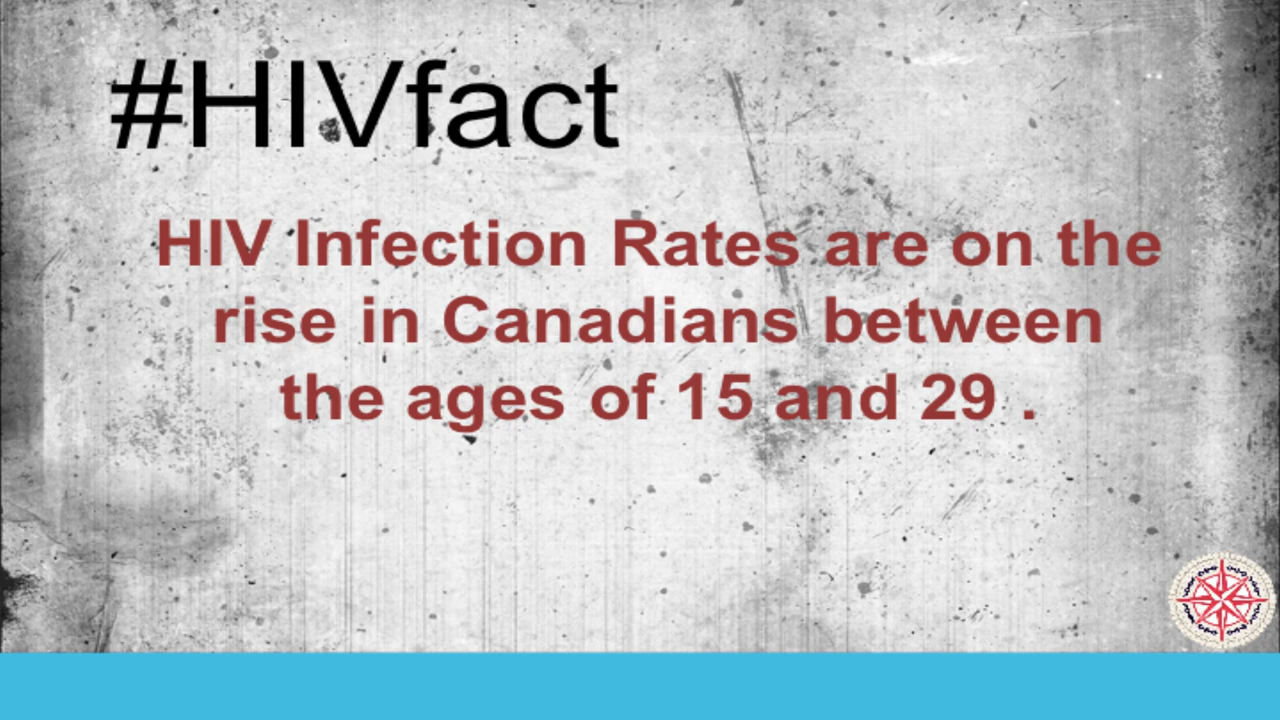 #HIVfact
HIV Infection Rates are on the
rise in Canadians between
the ages of 15 and 29 .